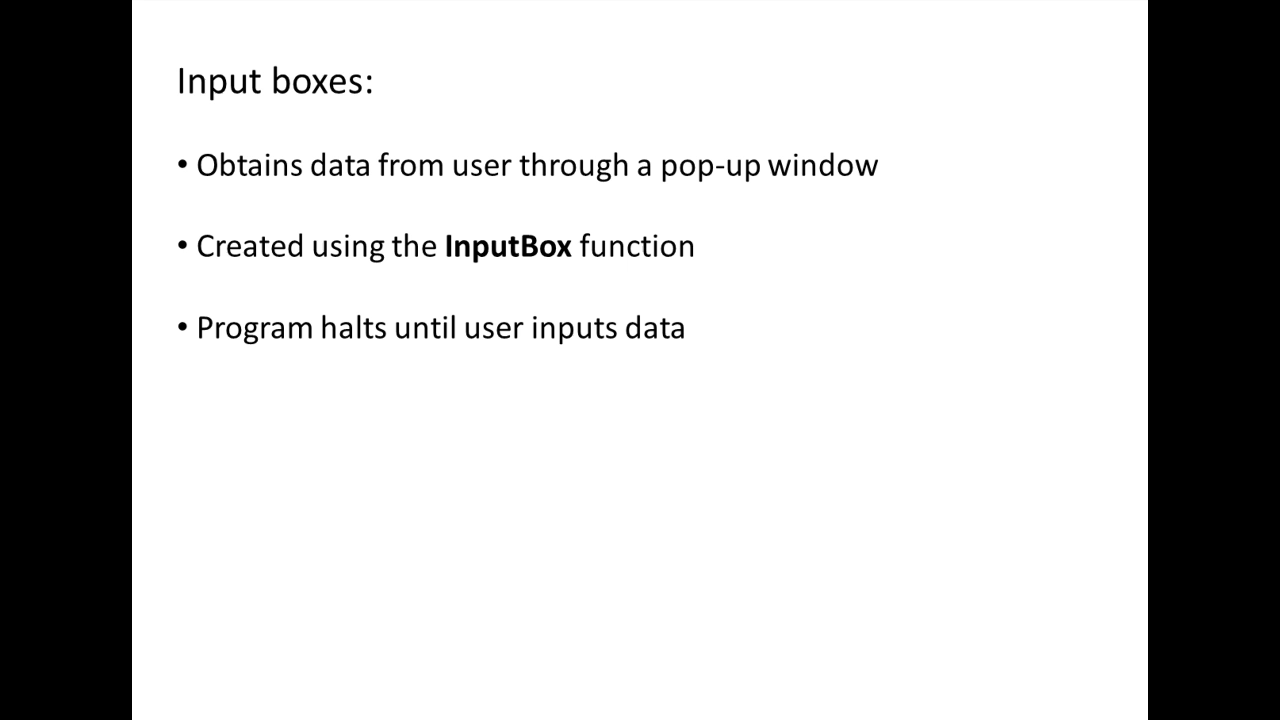 Input boxes:
• Obtains data from user through a pop-up window
• Created using the InputBox function
• Program halts until user inputs data